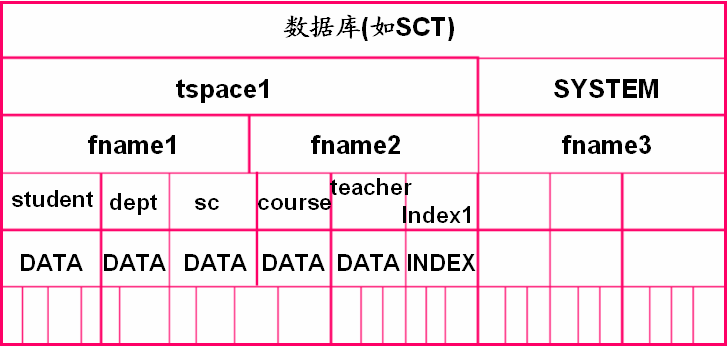 数据库(如SCT)
tspace1 SYSTEM
fname1 fname2 fname3
student dept sc course teacher Index1
DATA DATA DATA DATA DATA INDEX